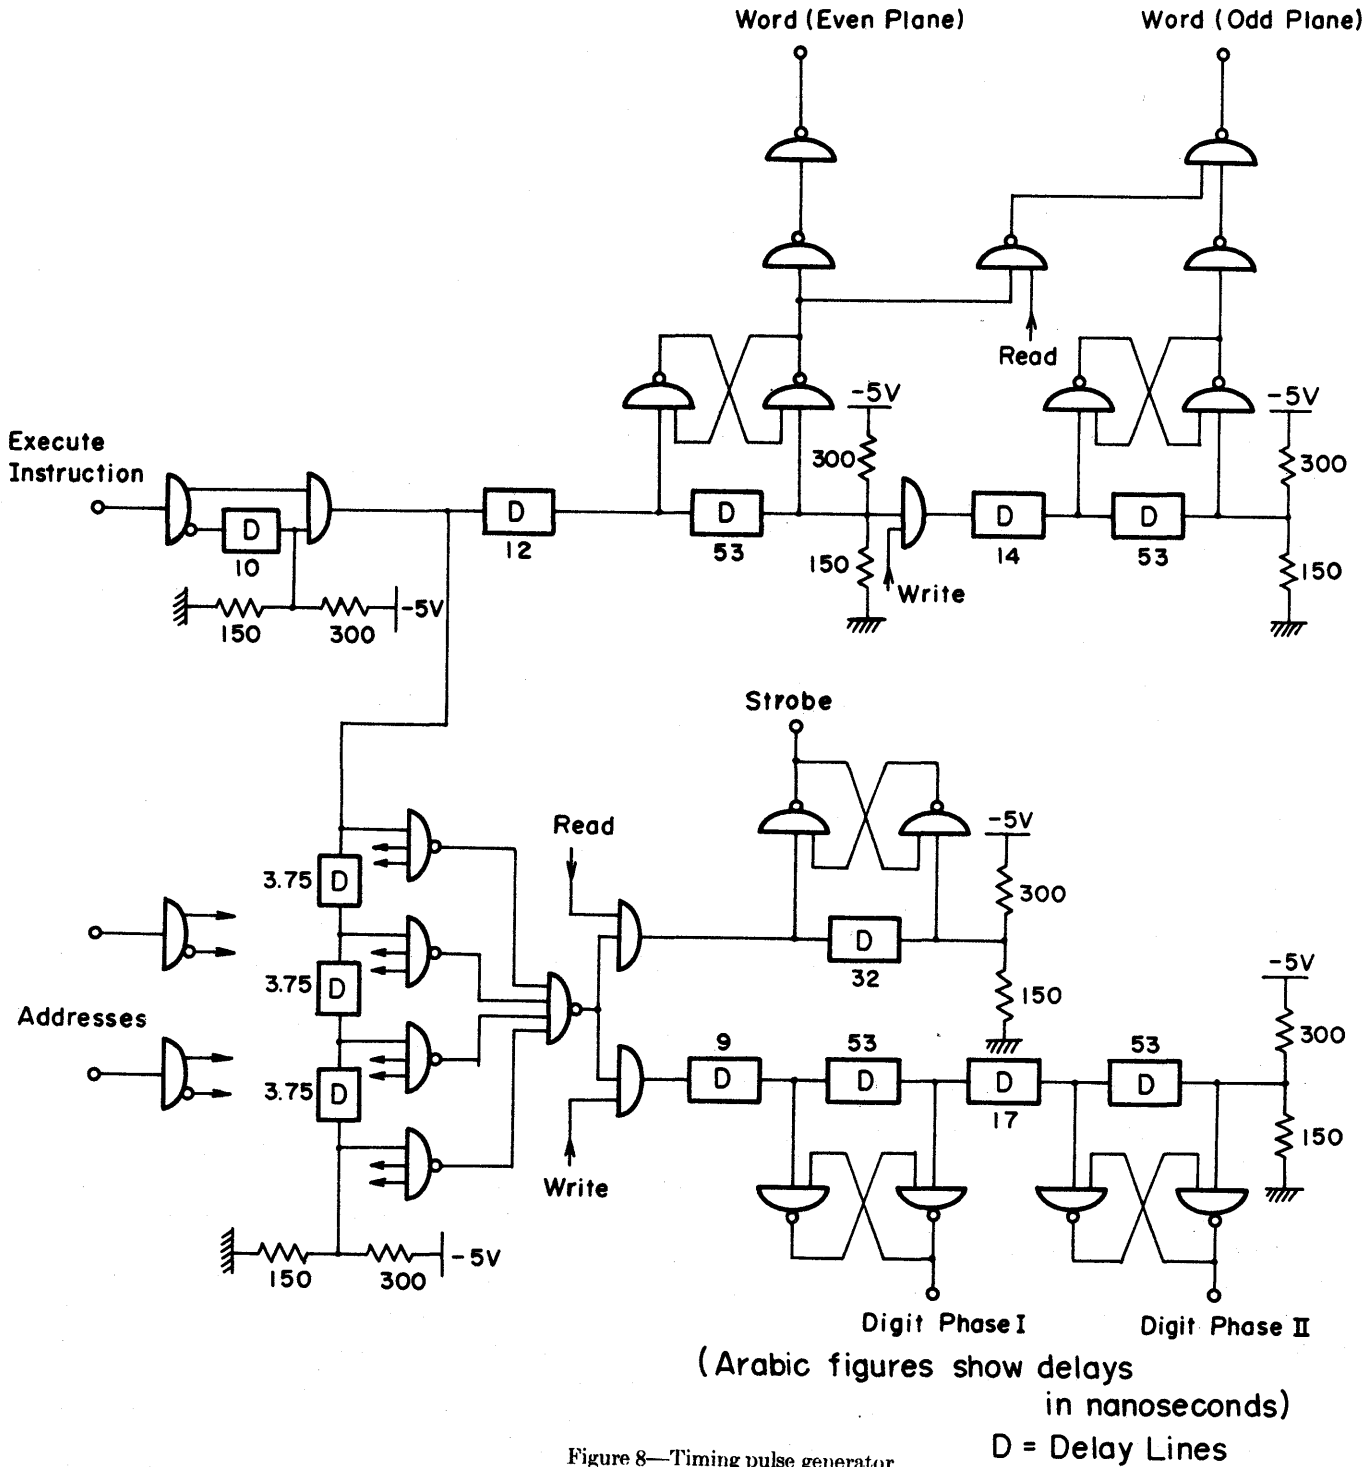 Word (Even Plane)
Word (Odd Plane)
Read
-5V
-5V
Execute
Instruction
300
300
D
D
D
D
D
10
12
53
14
53
150
150
Write
-5V
150
300
Strobe
Read
-5V
3.75 D
300
D
32
-5V
3.75 D
150
Addresses
9
53
53
300
D
D
D
D
3.75 D
17
150
Write
-5V
150
300
Digit Phase I
Digit Phase II
(Arabic figures show delays
in nanoseconds)
D = Delay Lines
Figure 8—Timing pulse generator